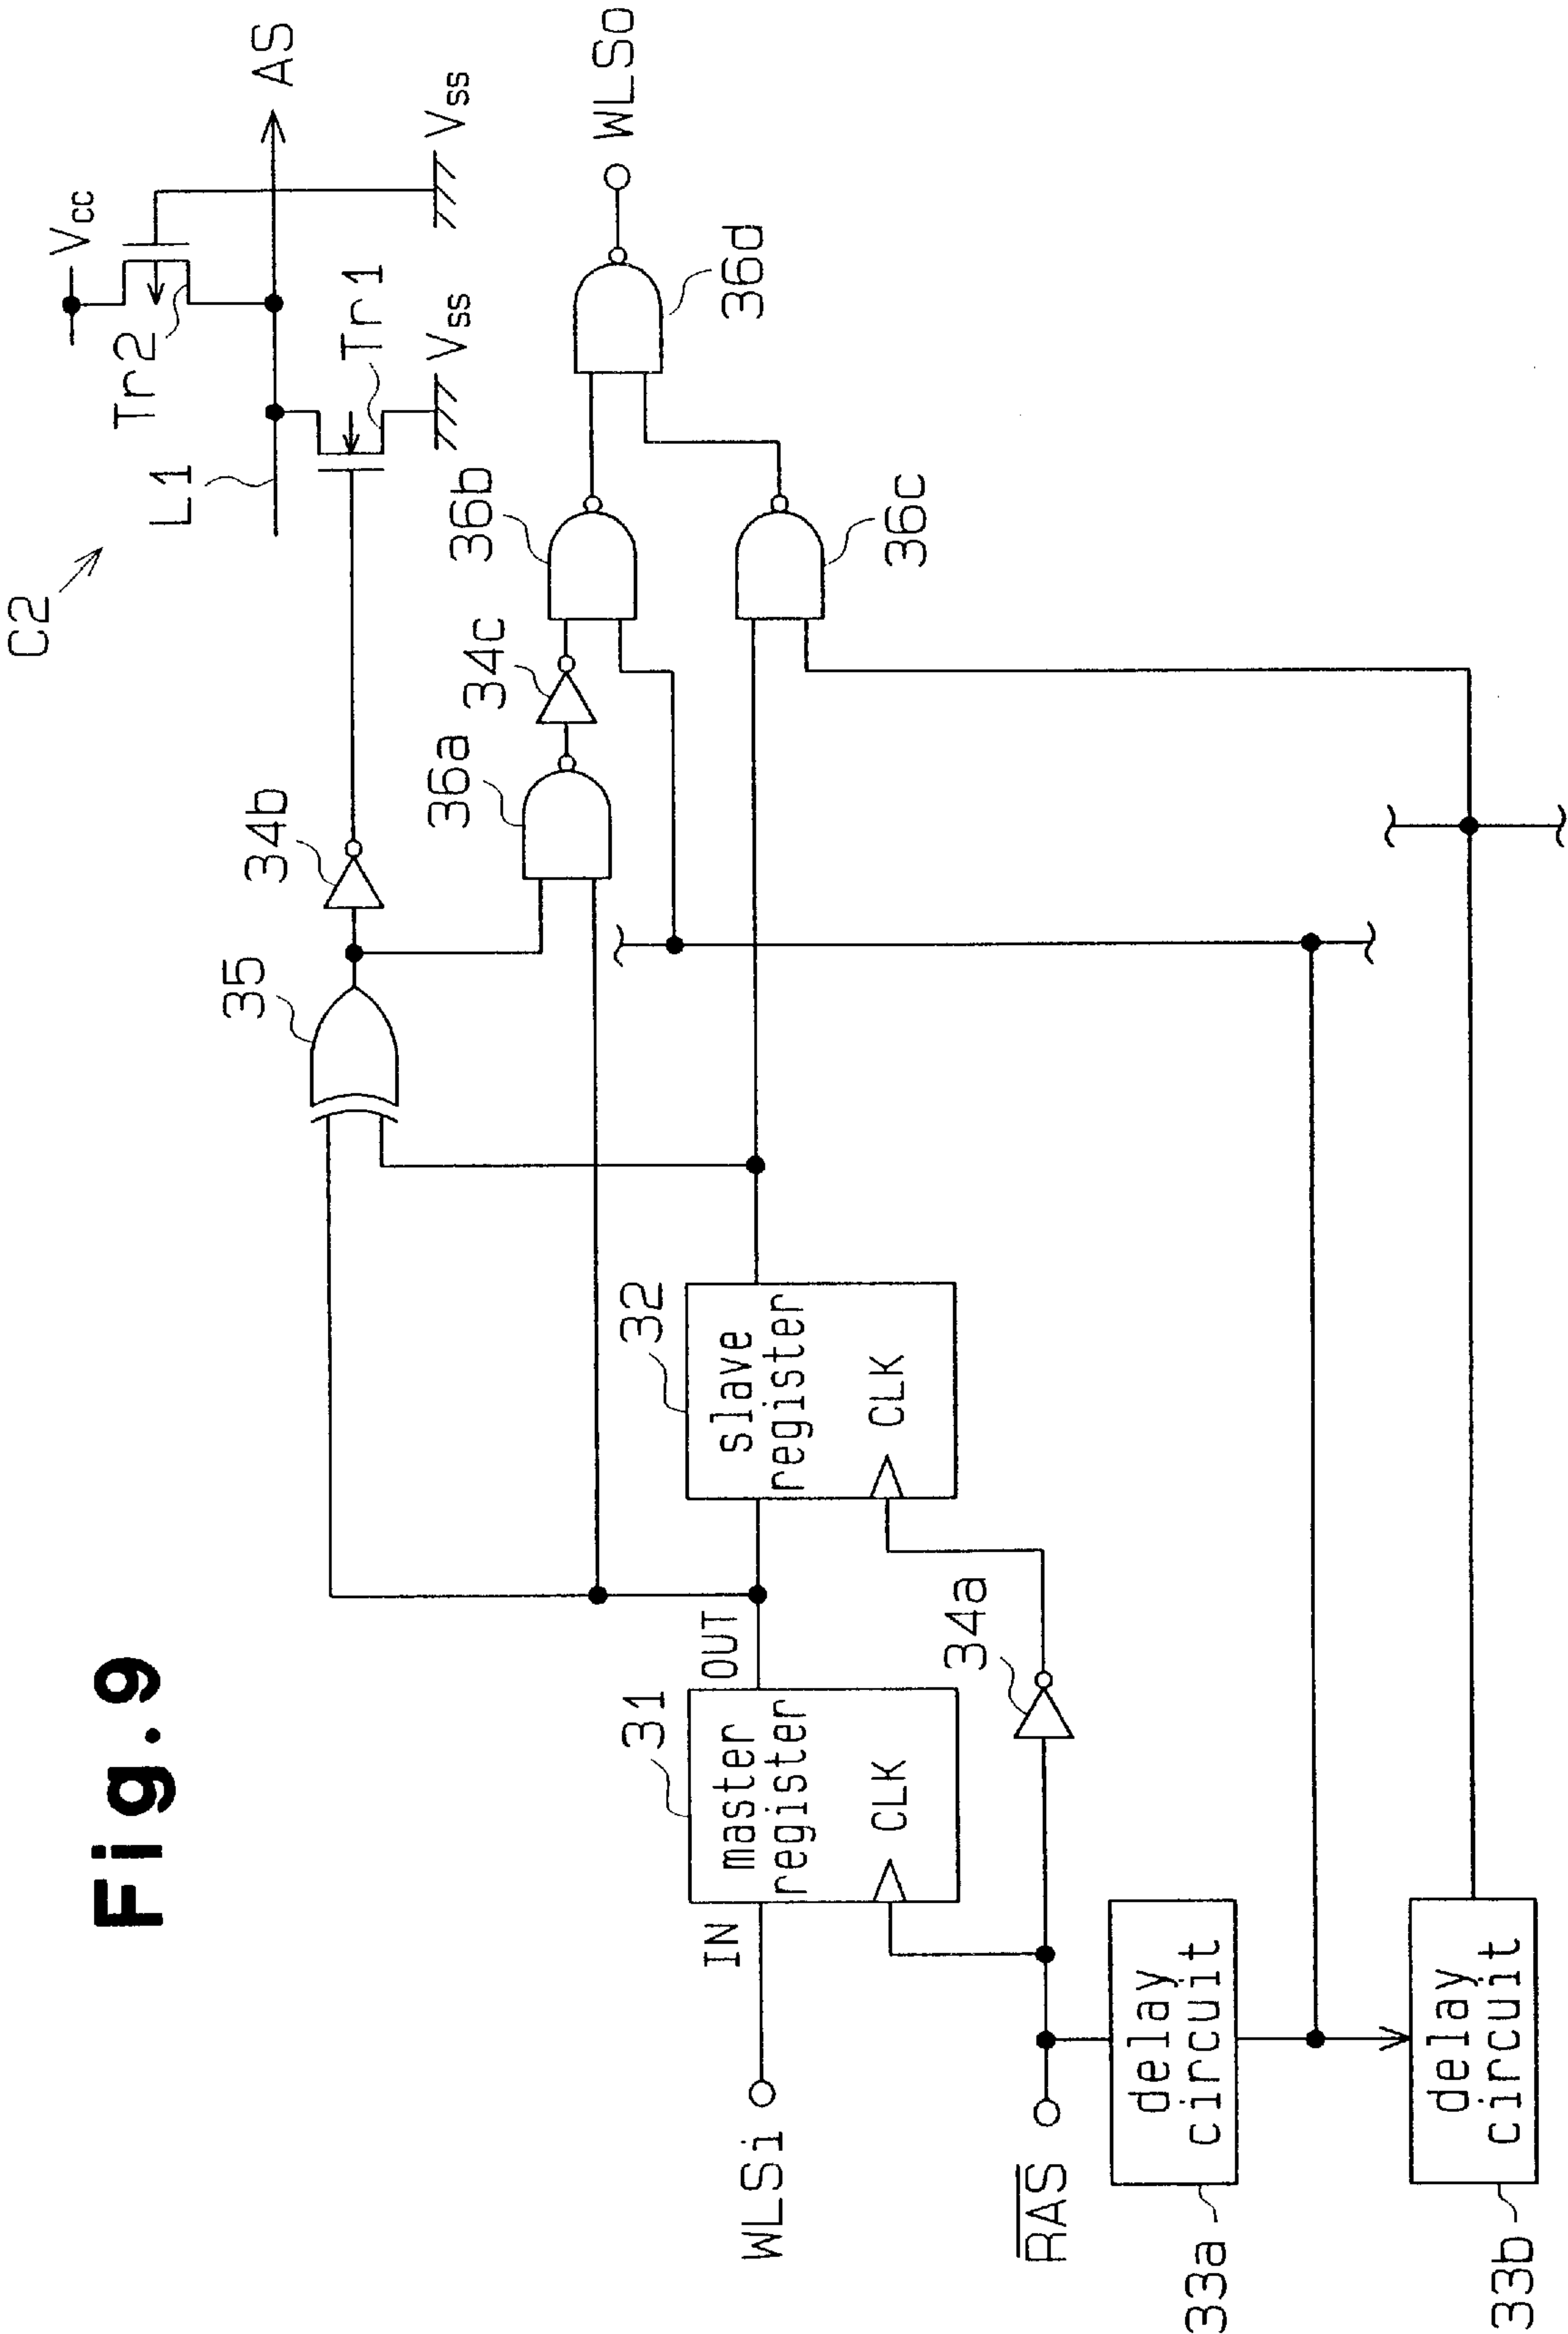 Fig.9
C2
Vcc
AS
Tr2
Tr1
Vss
Vss
L1
34b
35
36a
34c
36b
36c
36d
WLSo
31
master
register
IN
OUT
CLK
32
slave
register
CLK
34a
WLSi
RAS
delay
circuit
33a
delay
circuit
33b